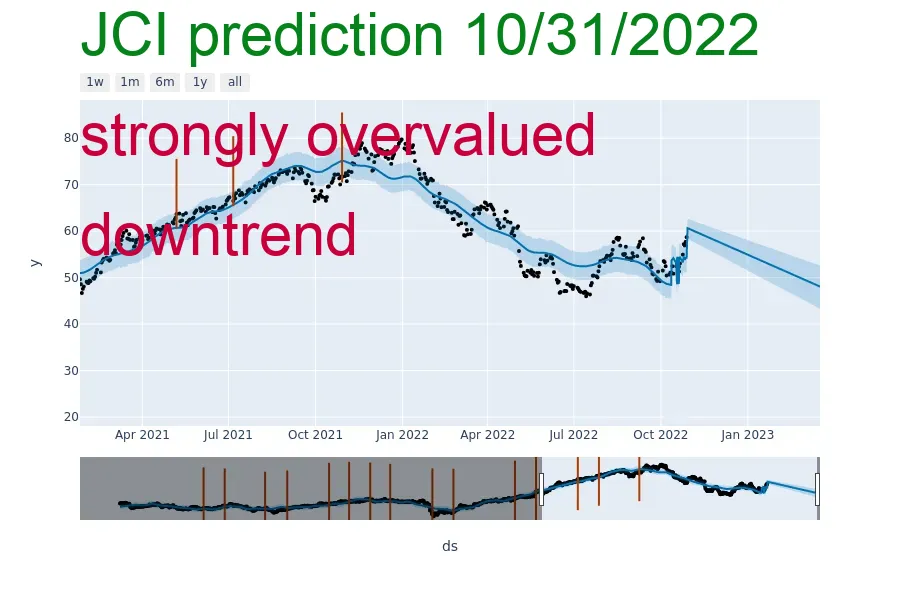 JCI prediction 10/31/2022
1w 1m 6m 1y all
strongly overvalued
downtrend
80
70
60
50
40
30
20
y
Apr 2021 Jul 2021 Oct 2021 Jan 2022 Apr 2022 Jul 2022 Oct 2022 Jan 2023
ds